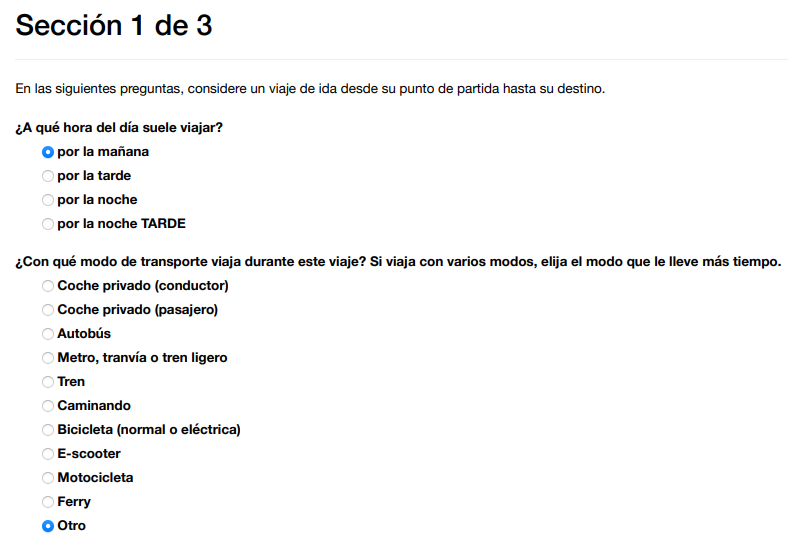 Sección 1 de 3
En las siguientes preguntas, considere un viaje de ida desde su punto de partida hasta su destino.
¿A qué hora del día suele viajar?
por la mañana
por la tarde
por la noche
por la noche TARDE
¿Con qué modo de transporte viaja durante este viaje? Si viaja con varios modos, elija el modo que le lleve más tiempo.
Coche privado (conductor)
Coche privado (pasajero)
Autobús
Metro, tranvía o tren ligero
Tren
Caminando
Bicicleta (normal o eléctrica)
E-scooter
Motocicleta
Ferry
Otro